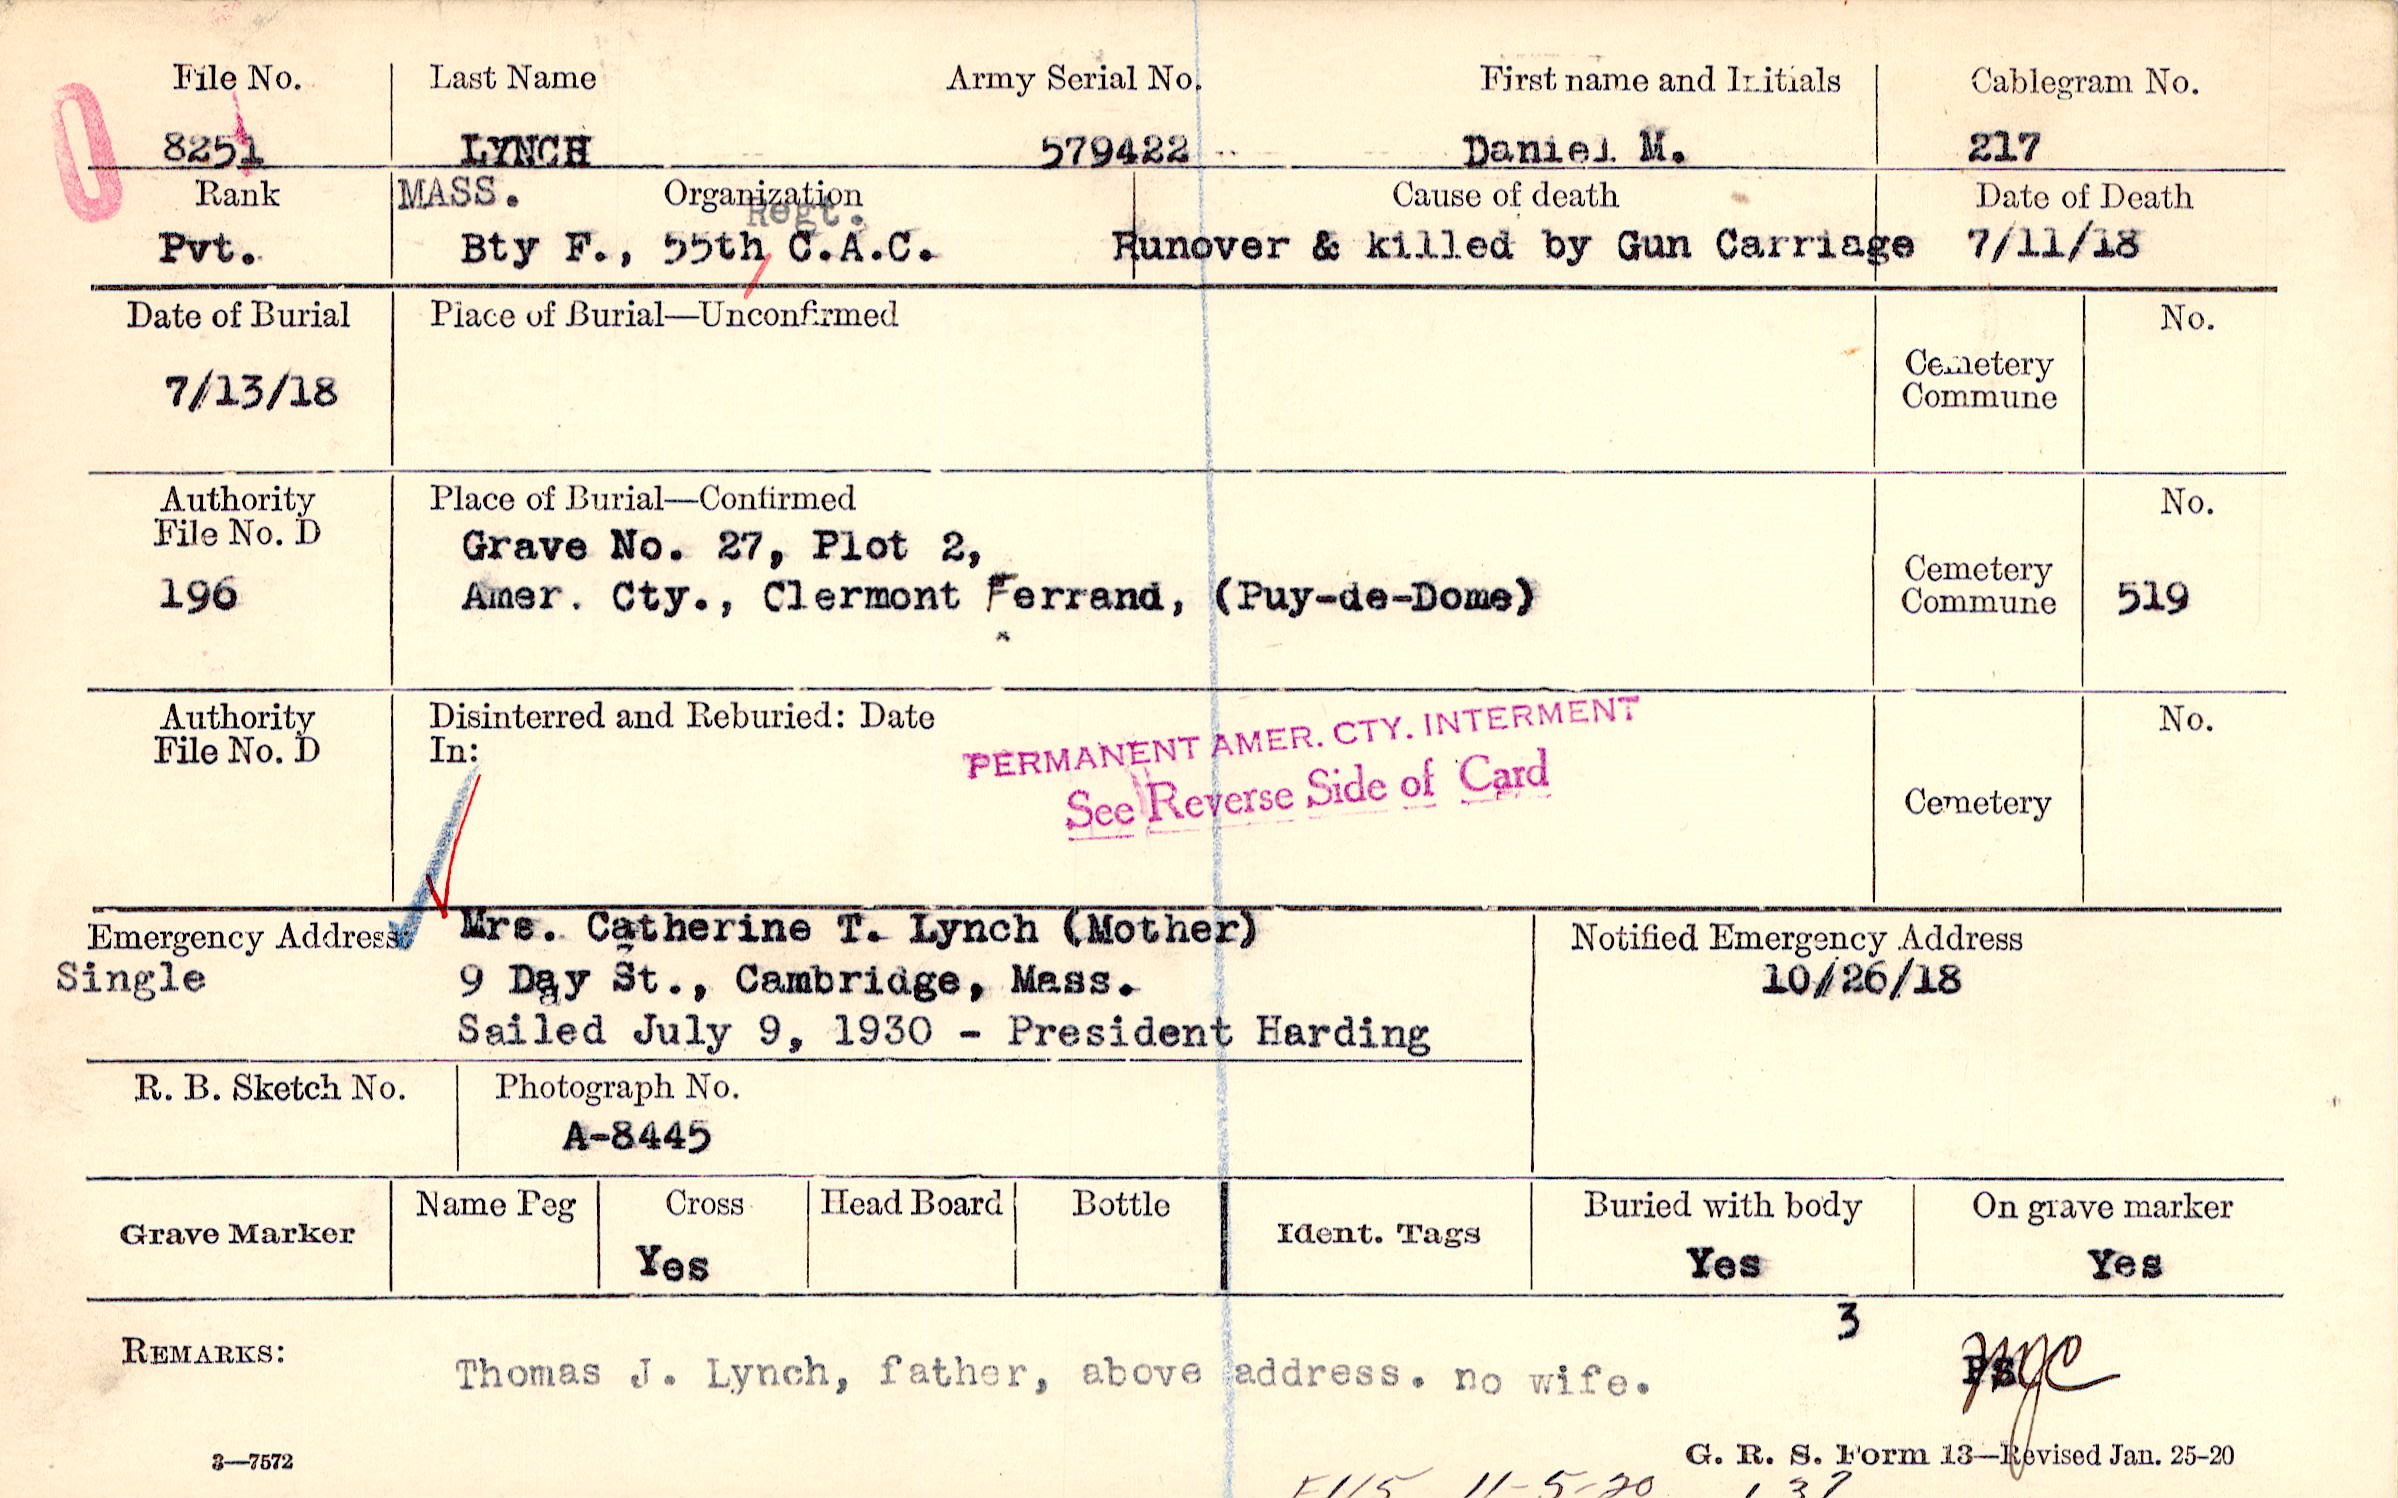 File No. Last Name Army Serial No. First name and Initials Cablegram No.
8251 LYNCH 579422 Daniel M. 217
Rank MASS. Organization Cause of death Date of Death
Regt.
Pvt. Bty F., 55th C.A.C. Runover & killed by Gun Carriage 7/11/18
Date of Burial Place of Burial—Unconfirmed No.
7/13/18 Cemetery
Commune
Authority Place of Burial—Confirmed No.
File No. D Grave No. 27, Plot 2,
196 Amer. Cty., Clermont Ferrand, (Puy-de-Dome) Cemetery
Commune 519
Authority Disinterred and Reburied: Date No.
File No. D In:
PERMANENT AMER. CTY. INTERMENT
See Reverse Side of Card
Cemetery
Emergency Address Mrs. Catherine T. Lynch (Mother) Notified Emergency Address
Single 9 Day St., Cambridge, Mass. 10/26/18
Sailed July 9, 1930 - President Harding
R. B. Sketch No. Photograph No.
A-8445
Grave Marker Name Peg Cross Head Board Bottle Ident. Tags Buried with body On grave marker
Yes Yes Yes
3
REMARKS: Thomas J. Lynch, father, above address. no wife.
3—7572 G. R. S. Form 13—Revised Jan. 25-20
11-5-20